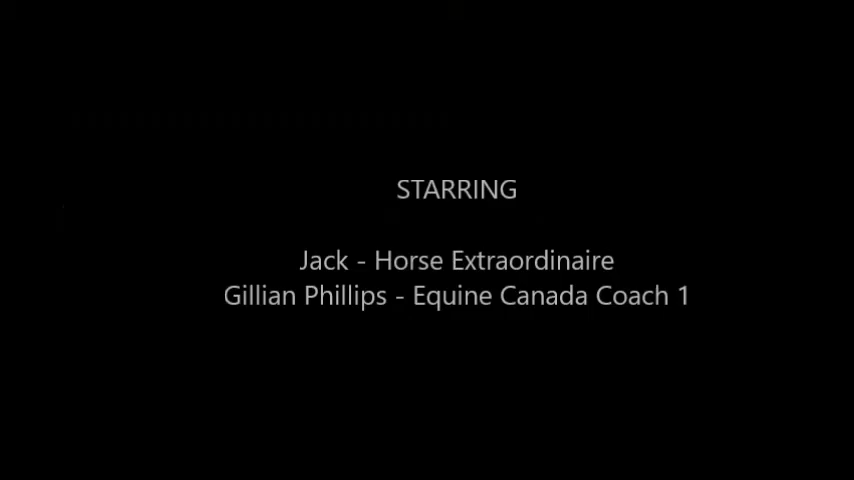 STARRING
Jack - Horse Extraordinaire
Gillian Phillips - Equine Canada Coach 1